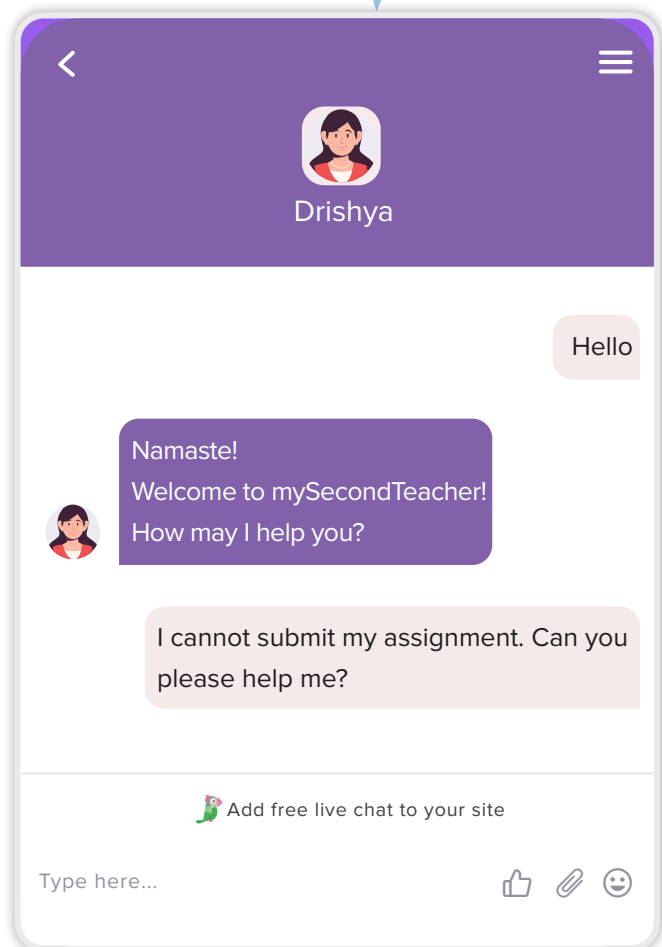 Drishya
Hello
Namaste!
Welcome to mySecondTeacher!
How may I help you?
I cannot submit my assignment. Can you
please help me?
Add free live chat to your site
Type here...